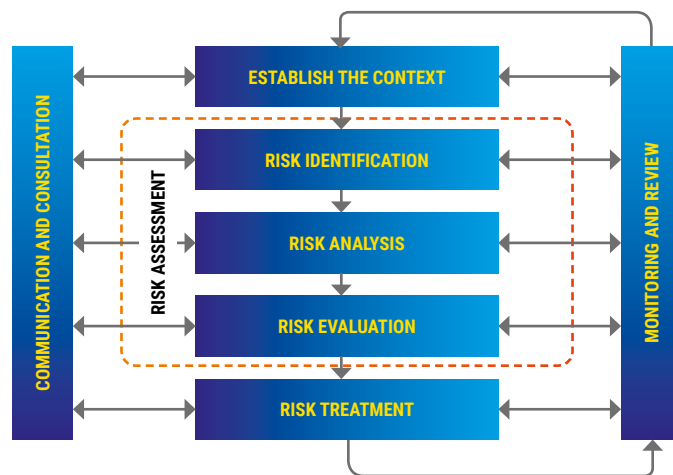 ESTABLISH THE CONTEXT
COMMUNICATION AND CONSULTATION
RISK ASSESSMENT
RISK IDENTIFICATION
RISK ANALYSIS
RISK EVALUATION
RISK TREATMENT
MONITORING AND REVIEW